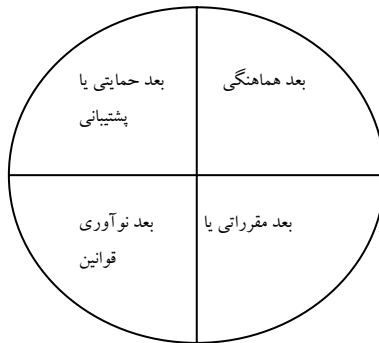 بعد هماهنگی
بعد حمایتی یا
پشتیبانی
بعد مقرراتی یا
بعد نوآوری
قوانین